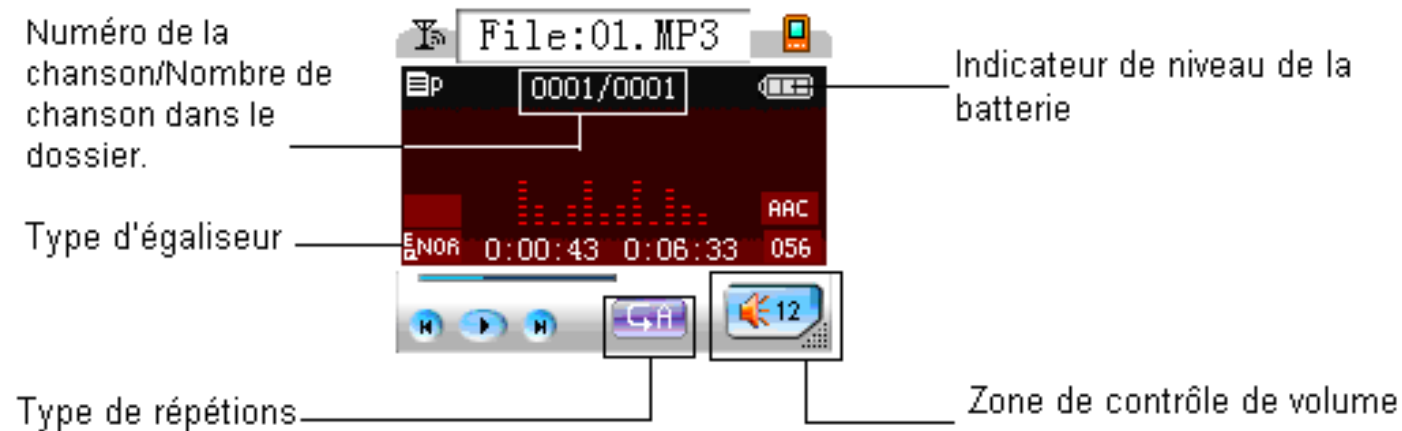 Numéro de la
chanson/Nombre de
chanson dans le
dossier.
Type d'égaliseur
Type de répétions
File:01.MP3
P
0001/0001
AAC
EQ NOR 0:00:43 0:06:33 056
A
12
Indicateur de niveau de la
batterie
Zone de contrôle de volume